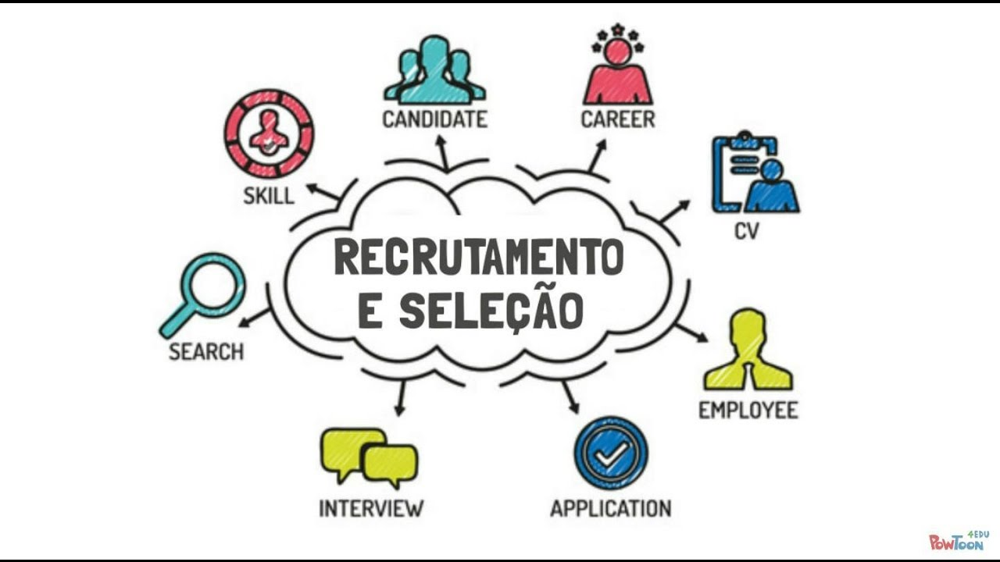 CANDIDATE
CAREER
SKILL
CV
RECRUTAMENTO
E SELEÇÃO
SEARCH
EMPLOYEE
INTERVIEW
APPLICATION
4EDU
POWTOON